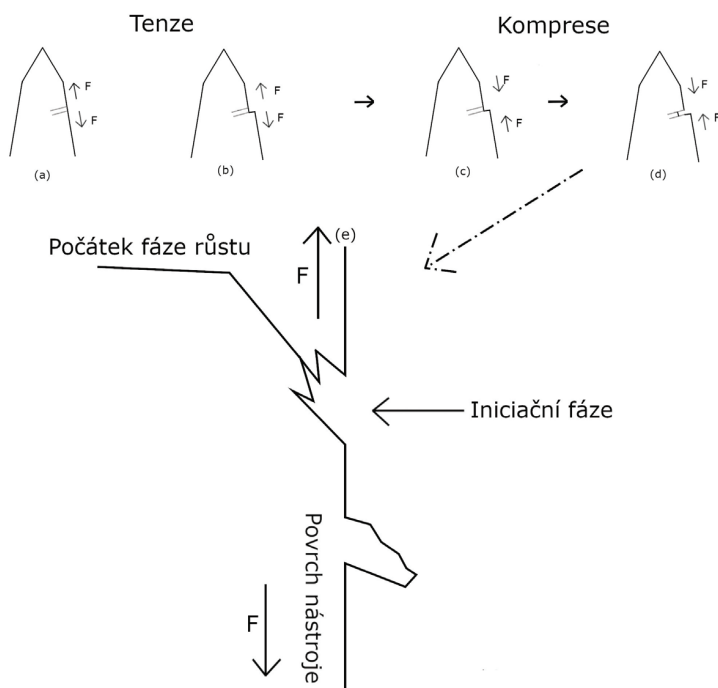 Tenze
Komprese
F
F
F
F
F
F
F
F
(a)
(b)
(c)
(d)
(e)
Počátek fáze růstu
F
Iniciační fáze
Povrch nástroje
F